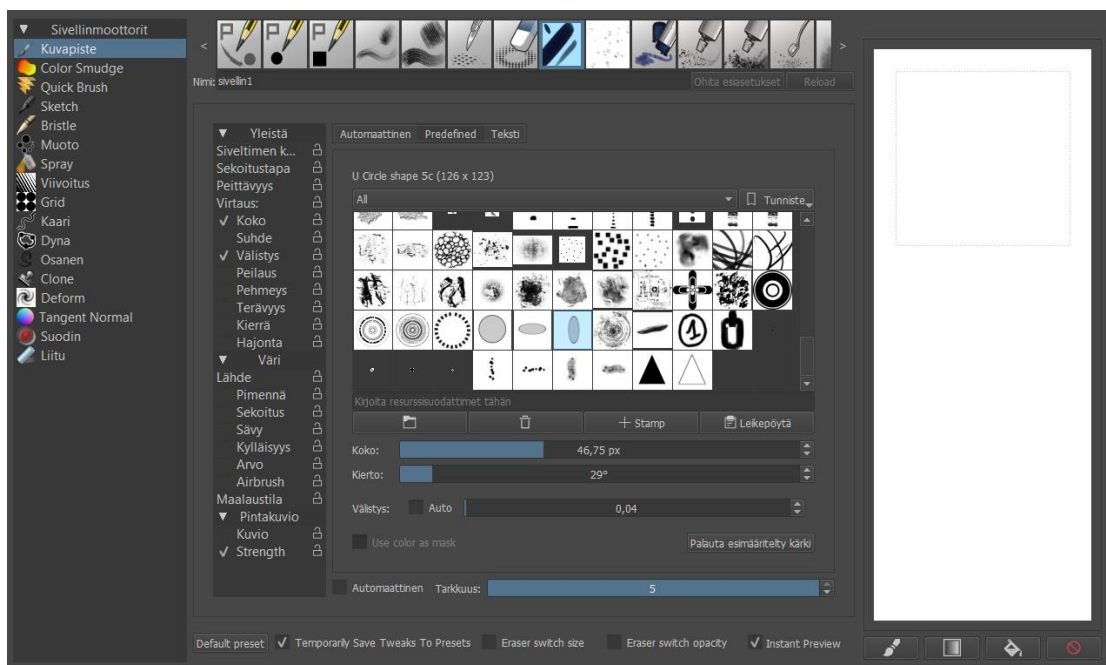 Sivellinmoottorit
Kuvapiste
Color Smudge
Quick Brush
Sketch
Bristle
Muoto
Spray
Viivoitus
Grid
Kaari
Dyna
Osanen
Clone
Deform
Tangent Normal
Suodin
Liitu
Nimi: sivellin1
Ohita esiasetukset
Reload
Yleistä
Siveltimen k...
Sekoitustapa
Peittävyys
Virtaus:
Koko
Suhde
Välistys
Peilaus
Pehmeys
Terävyys
Kierrä
Hajonta
Väri
Lähde
Pimennä
Sekoitus
Sävy
Kylläisyys
Arvo
Airbrush
Maalaustila
Pintakuvio
Kuvio
Strength
Automaattinen Predefined Teksti
U Circle shape 5c (126 x 123)
All
Tunniste
Kirjoita resurssisuodattimet tähän
Stamp
Leikepöytä
Koko: 46,75 px
Kierto: 29°
Välistys: Auto 0,04
Use color as mask
Palauta esimääritelty kärki
Automaattinen Tarkkuus: 5
Default preset Temporarily Save Tweaks To Presets Eraser switch size Eraser switch opacity Instant Preview